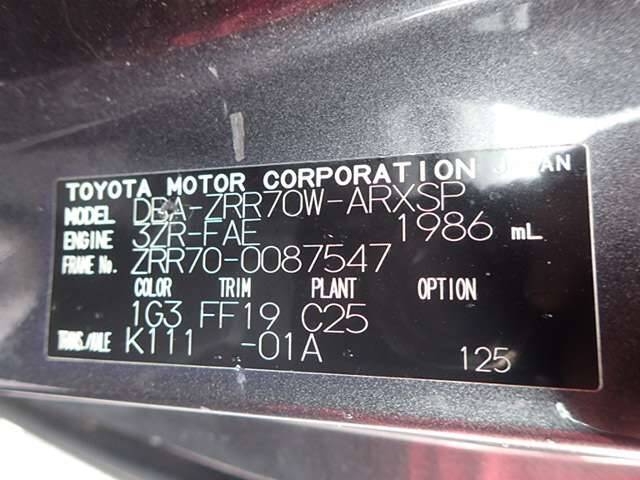 TOYOTA MOTOR CORPORATION JAPAN
MODEL DBA-ZRR70W-ARXSP
ENGINE 3ZR-FAE 1986 mL
FRAME No. ZRR70-0087547
COLOR TRIM PLANT OPTION
1G3 FF19 C25
TRANS./AXLE K111 -01A 125